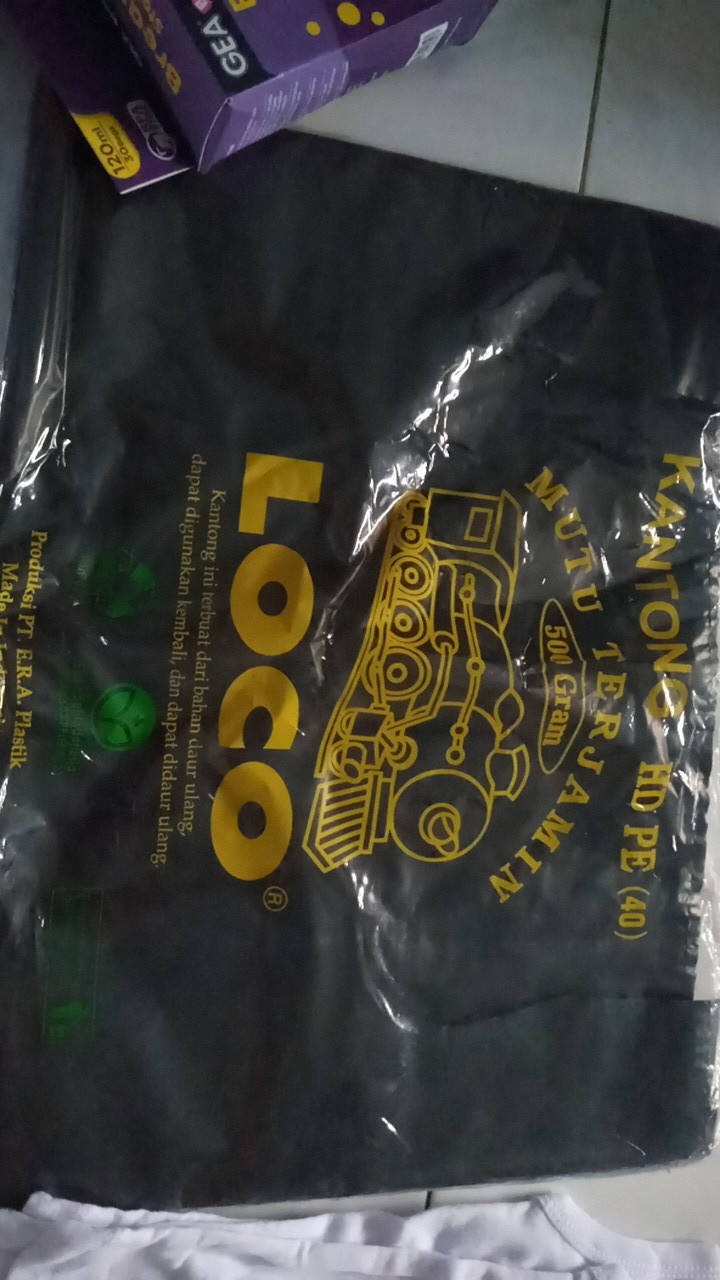 KANTONG HD PE (40)
MUTU TERJAMIN
500 Gram
LOCO®
Kantong ini terbuat dari bahan daur ulang,
dapat digunakan kembali, dan dapat didaur ulang.
Produksi PT. E.R.A. Plastik
Made
GEA
120ml